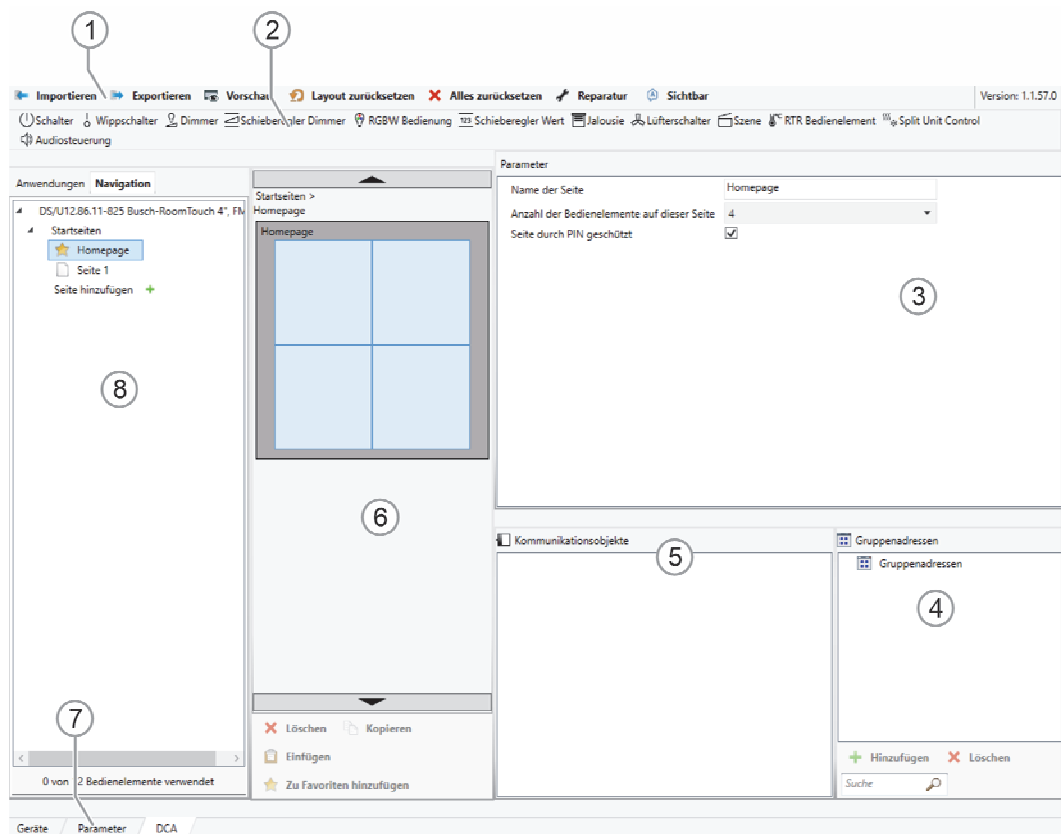 1
2
Importieren Exportieren Vorschau Layout zurücksetzen Alles zurücksetzen Reparatur Sichtbar Version: 1.1.57.0
Schalter Wippschalter Dimmer Schieberegler Dimmer RGBW Bedienung 123 Schieberegler Wert Jalousie Lüfterschalter Szene RTR Bedienelement Split Unit Control
Audiosteuerung
Parameter
Anwendungen Navigation
DS/U12.86.11-825 Busch-RoomTouch 4", FM
Startseiten
Homepage
Seite 1
Seite hinzufügen +
8
0 von 2 Bedienelemente verwendet
Startseiten >
Homepage
Homepage
6
Löschen Kopieren
Einfügen
Zu Favoriten hinzufügen
Name der Seite Homepage
Anzahl der Bedienelemente auf dieser Seite 4
Seite durch PIN geschützt
3
Kommunikationsobjekte
5
Gruppenadressen
Gruppenadressen
4
Hinzufügen Löschen
Suche
7
Geräte Parameter DCA